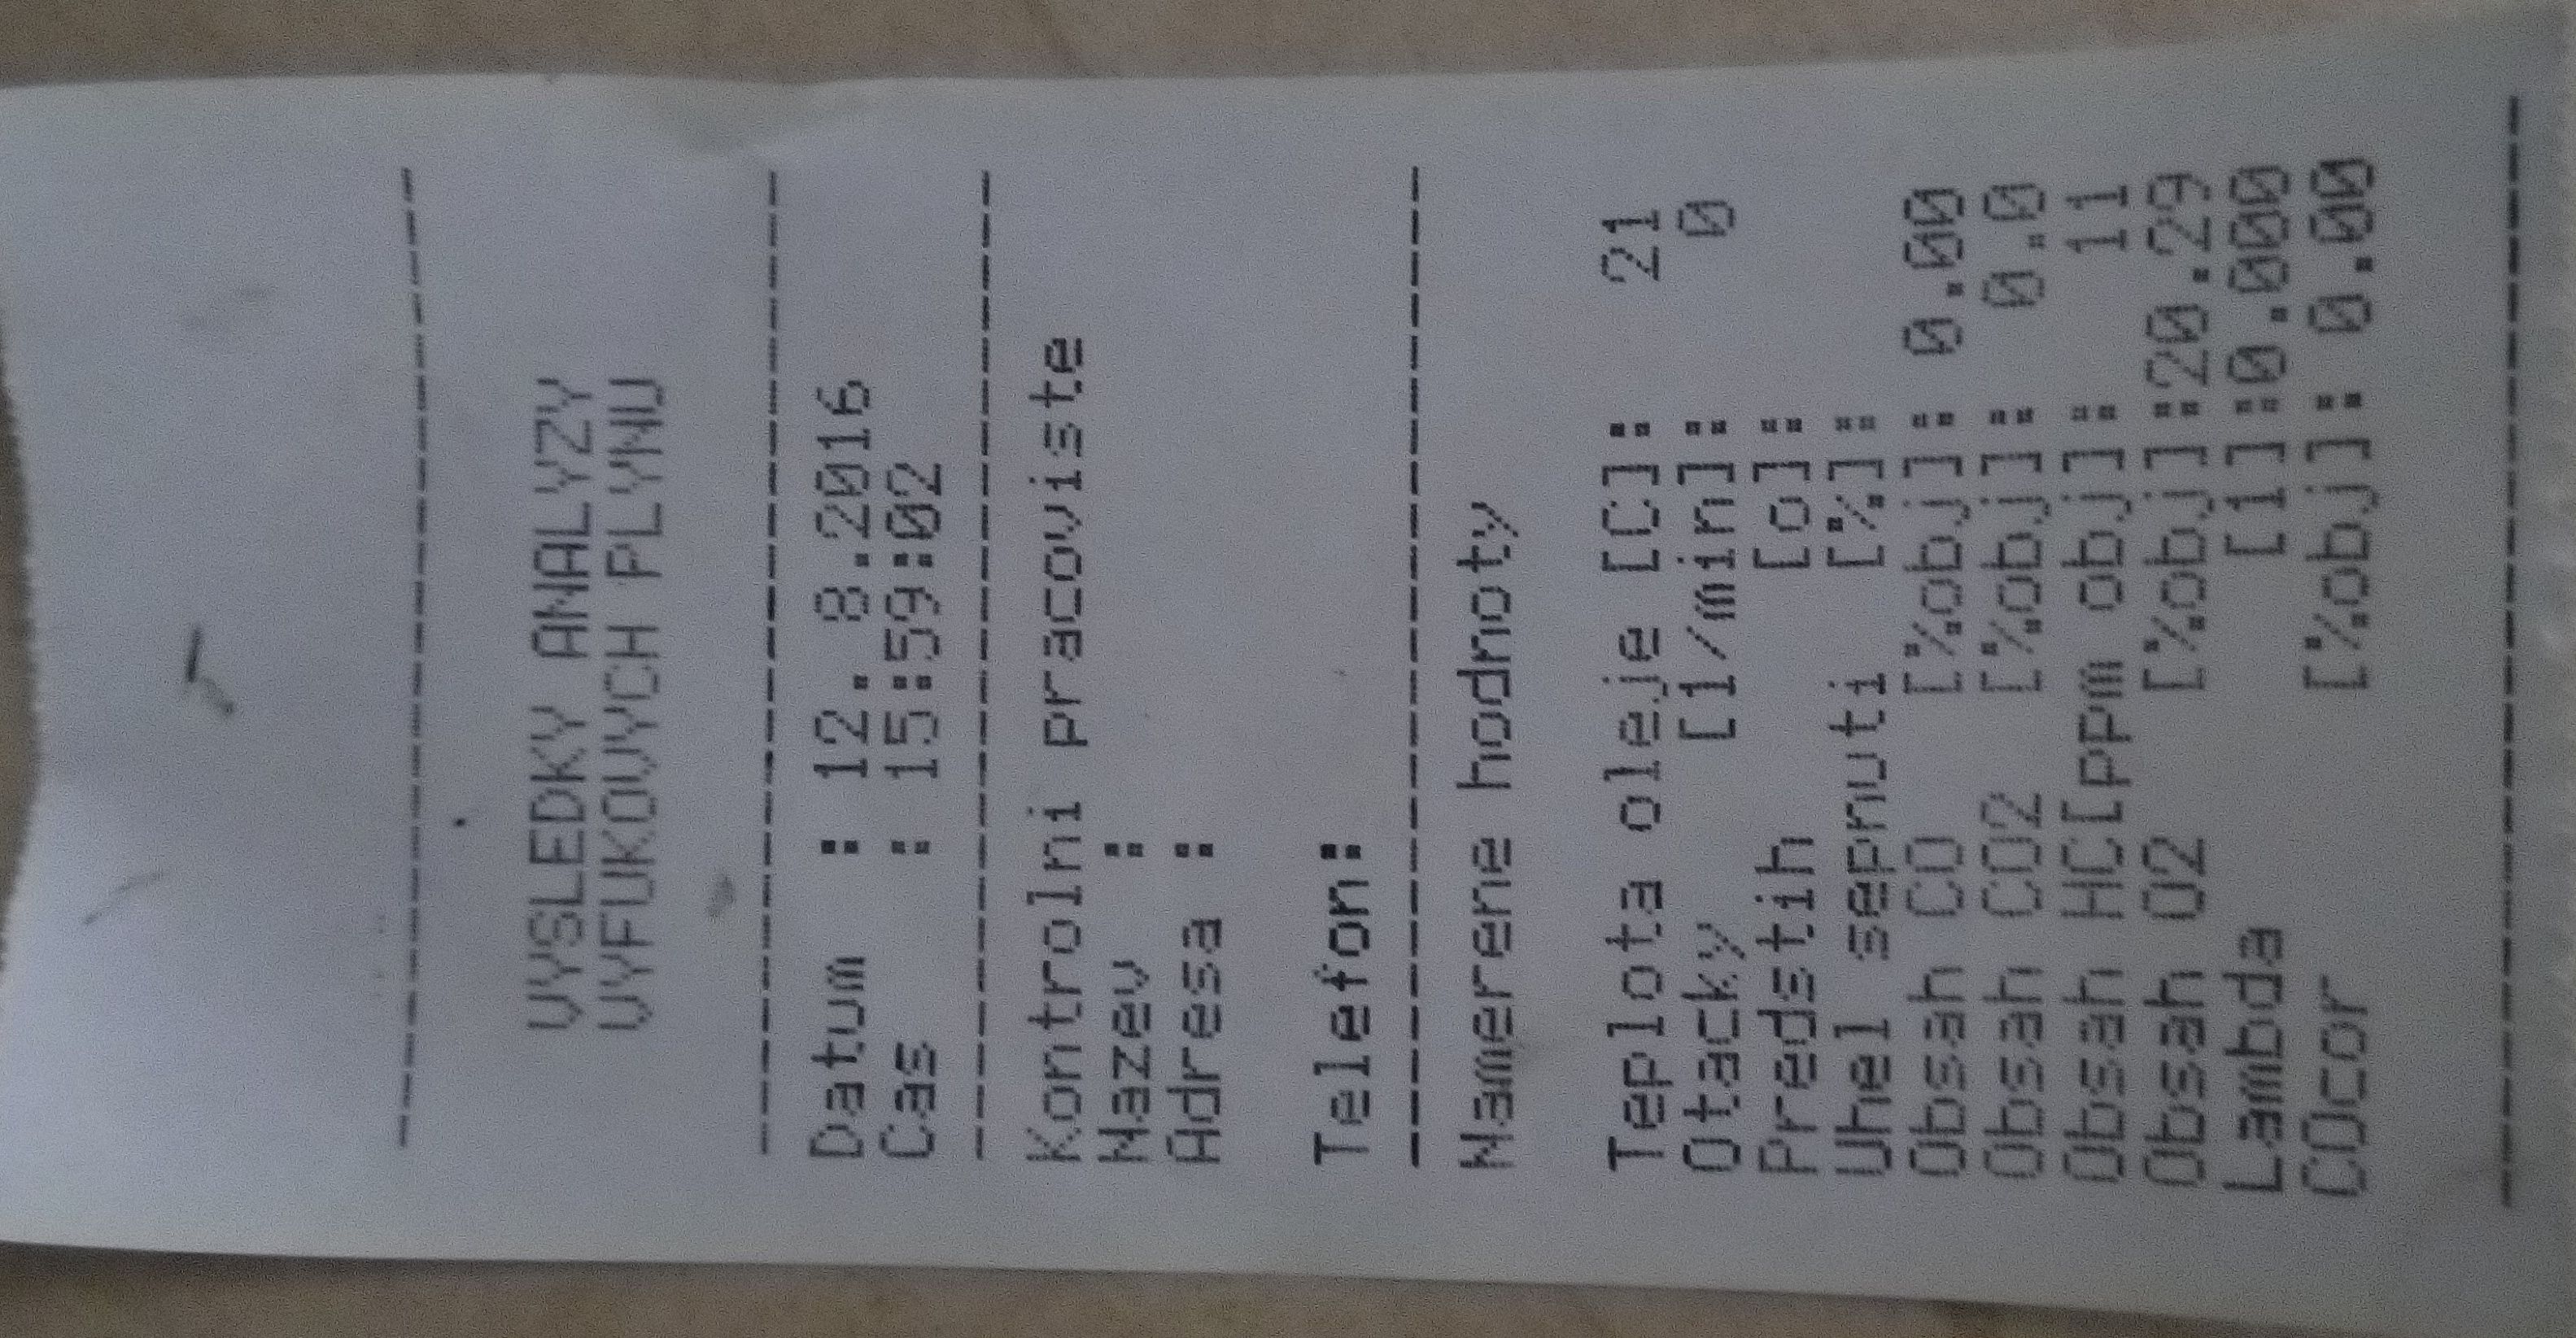 --------------------------------
VYSLEDKY ANALYZY
VYFUKOVYCH PLYNU
--------------------------------
Datum : 12. 8.2016
Cas : 15:59:02
--------------------------------
Kontrolni pracoviste
Nazev :
Adresa :
Telefon:
--------------------------------
Namerene hodnoty
Teplota oleje [C]: 21
Otacky [1/min]: 0
Predstih [o]:
Uhel sepnuti [%]:
Obsah CO [%obj]: 0.00
Obsah CO2 [%obj]: 0.0
Obsah HC[ppm obj]: 11
Obsah O2 [%obj]:20.29
Lambda [1]:0.000
COcor [%obj]: 0.00
--------------------------------